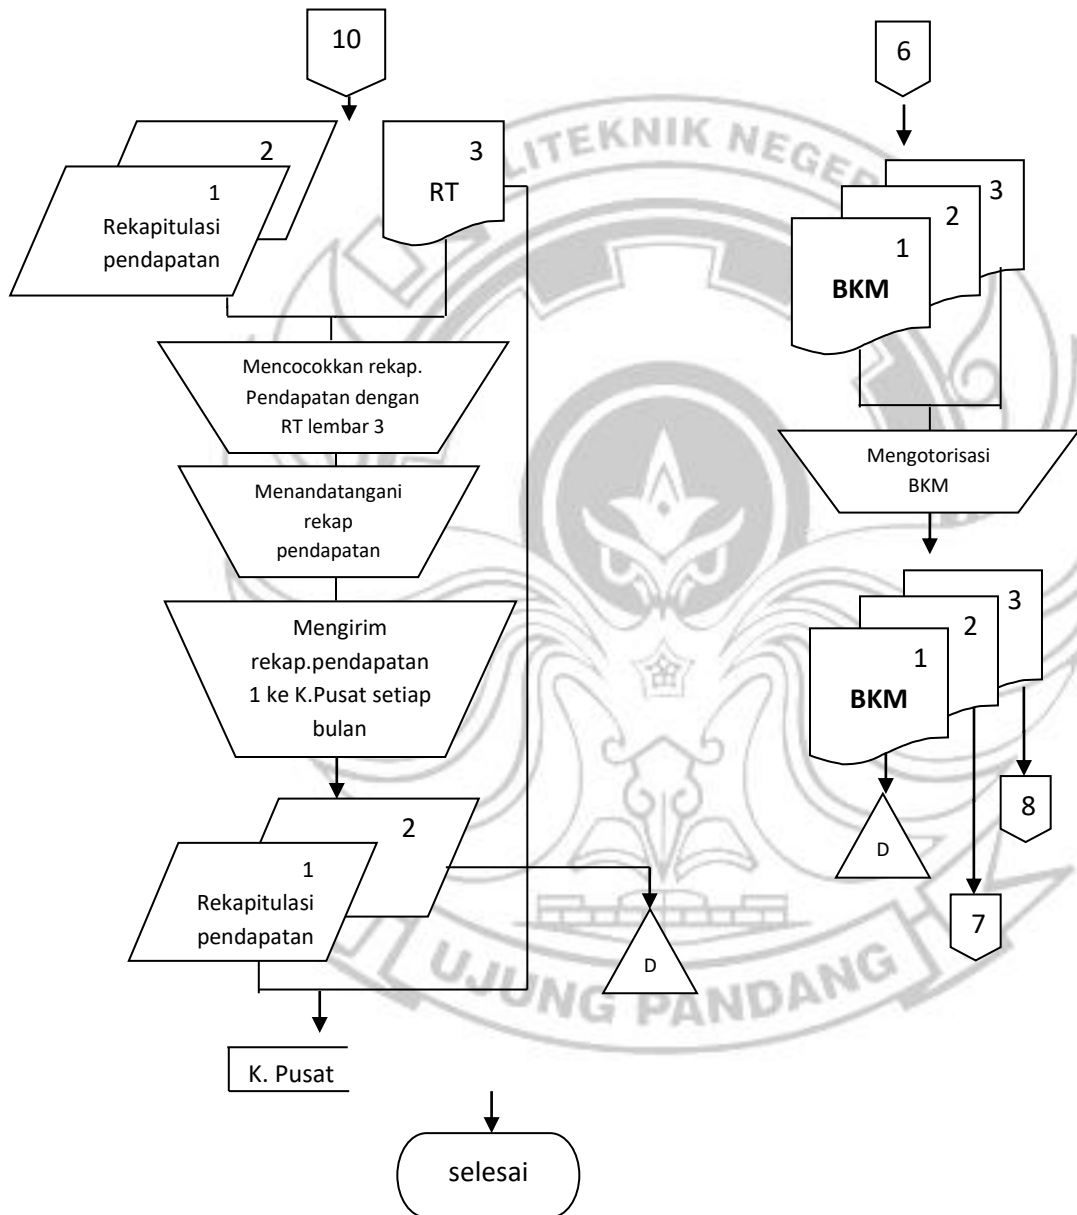 10
2
1
Rekapitulasi
pendapatan
3
RT
Mencocokkan rekap.
Pendapatan dengan
RT lembar 3
Menandatangani
rekap
pendapatan
Mengirim
rekap.pendapatan
1 ke K.Pusat setiap
bulan
2
1
Rekapitulasi
pendapatan
D
K. Pusat
selesai
6
3
2
1
BKM
Mengotorisasi
BKM
3
2
1
BKM
8
D
7
LITEKNIK NEGER
UJUNG PANDANG